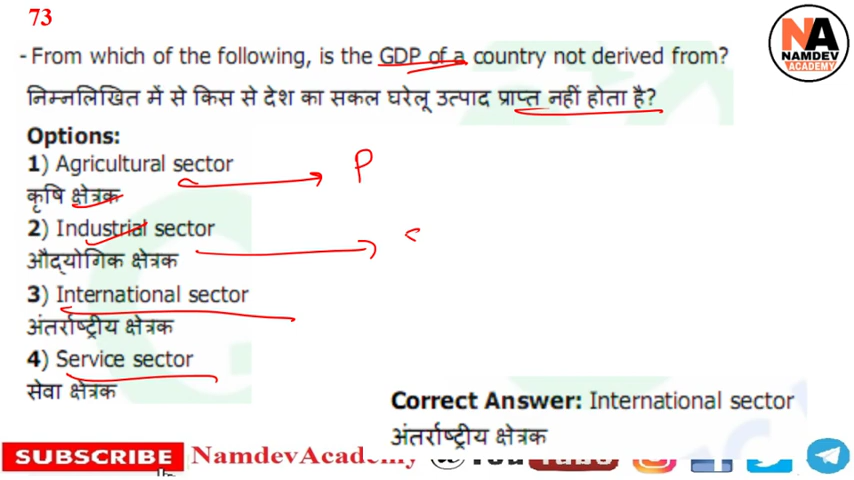 73
NA
NAMDEV
ACADEMY
- From which of the following, is the GDP of a country not derived from?
निम्नलिखित में से किस से देश का सकल घरेलू उत्पाद प्राप्त नहीं होता है?
Options:
1) Agricultural sector
P
कृषि क्षेत्रक
2) Industrial sector
औद्योगिक क्षेत्रक
3) International sector
अंतर्राष्ट्रीय क्षेत्रक
4) Service sector
सेवा क्षेत्रक
Correct Answer: International sector
अंतर्राष्ट्रीय क्षेत्रक
SUBSCRIBE NamdevAcademy @YouTube